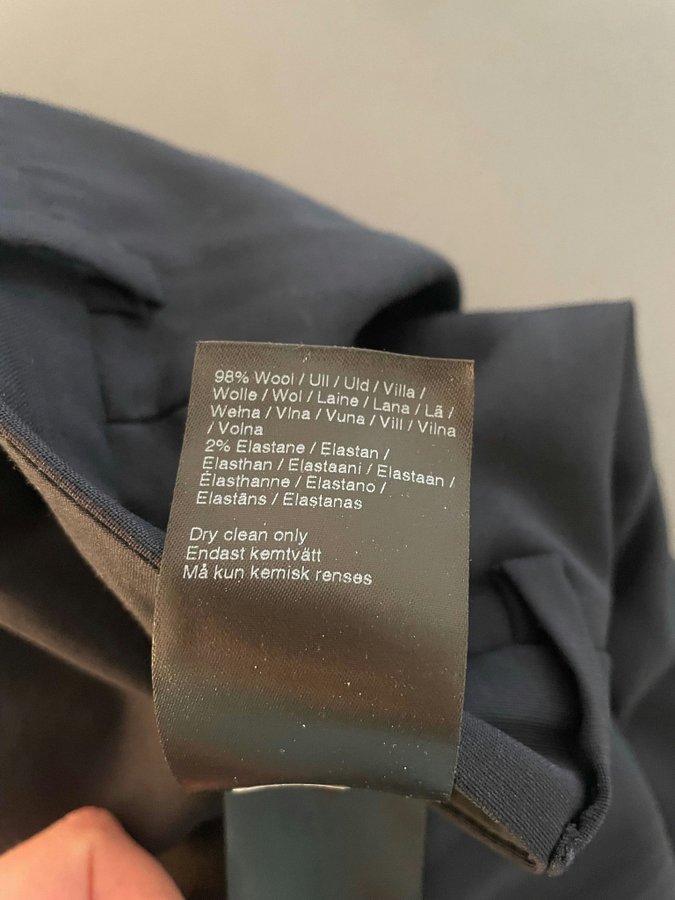 98% Wool / Ull / Uld / Villa /
Wolle / Wol / Laine / Lana / Lã /
Wełna / Vlna / Vuna / Vill / Vilna
/ Volna
2% Elastane / Elastan /
Elasthan / Elastaani / Elastaan /
Élasthanne / Elastano /
Elastāns / Elastanas
Dry clean only
Endast kemtvätt
Må kun kemisk renses